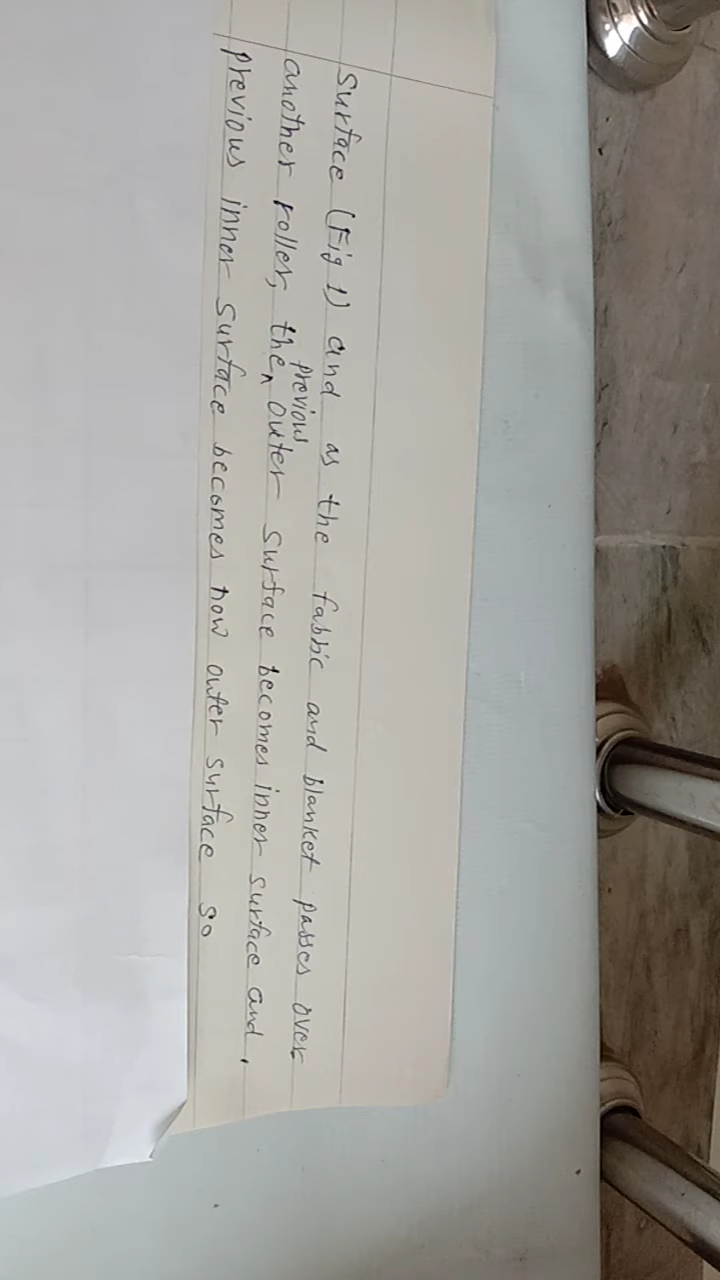 surface (Fig 1) and as the fabric and blanket passes over
another roller, the previous outer surface becomes inner surface and,
previous inner surface becomes now outer surface so